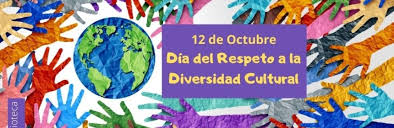 12 de Octubre
Día del Respeto a la
Diversidad Cultural